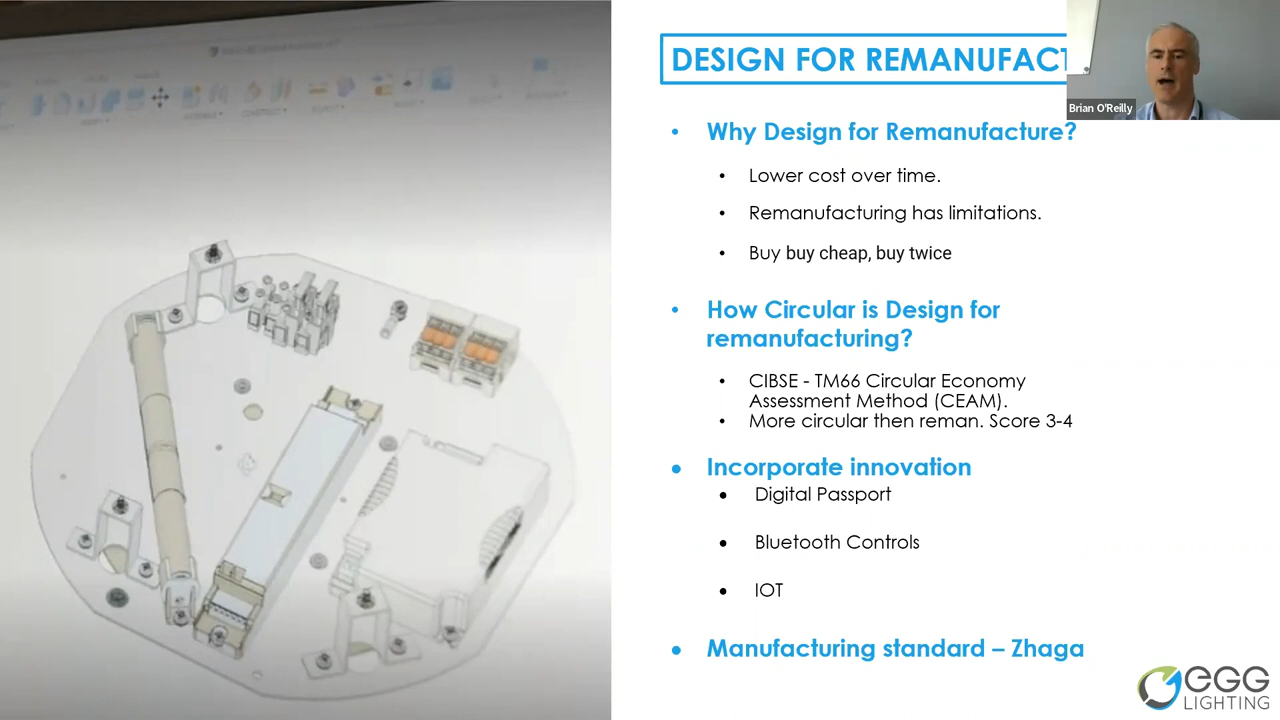 DESIGN FOR REMANUFACT
Brian O'Reilly
• Why Design for Remanufacture?
• Lower cost over time.
• Remanufacturing has limitations.
• Buy buy cheap, buy twice
• How Circular is Design for
remanufacturing?
• CIBSE - TM66 Circular Economy
Assessment Method (CEAM).
• More circular then reman. Score 3-4
• Incorporate innovation
• Digital Passport
• Bluetooth Controls
• IOT
• Manufacturing standard – Zhaga
eGG
LIGHTING